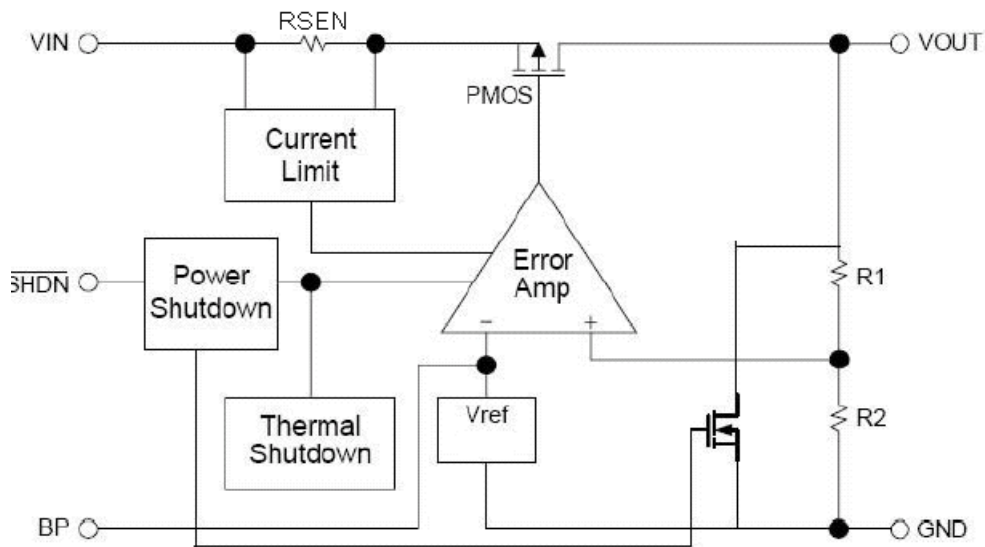 RSEN
VIN
VOUT
PMOS
Current
Limit
SHDN
Power
Shutdown
Error
Amp
R1
− +
Thermal
Shutdown
Vref
R2
BP
GND